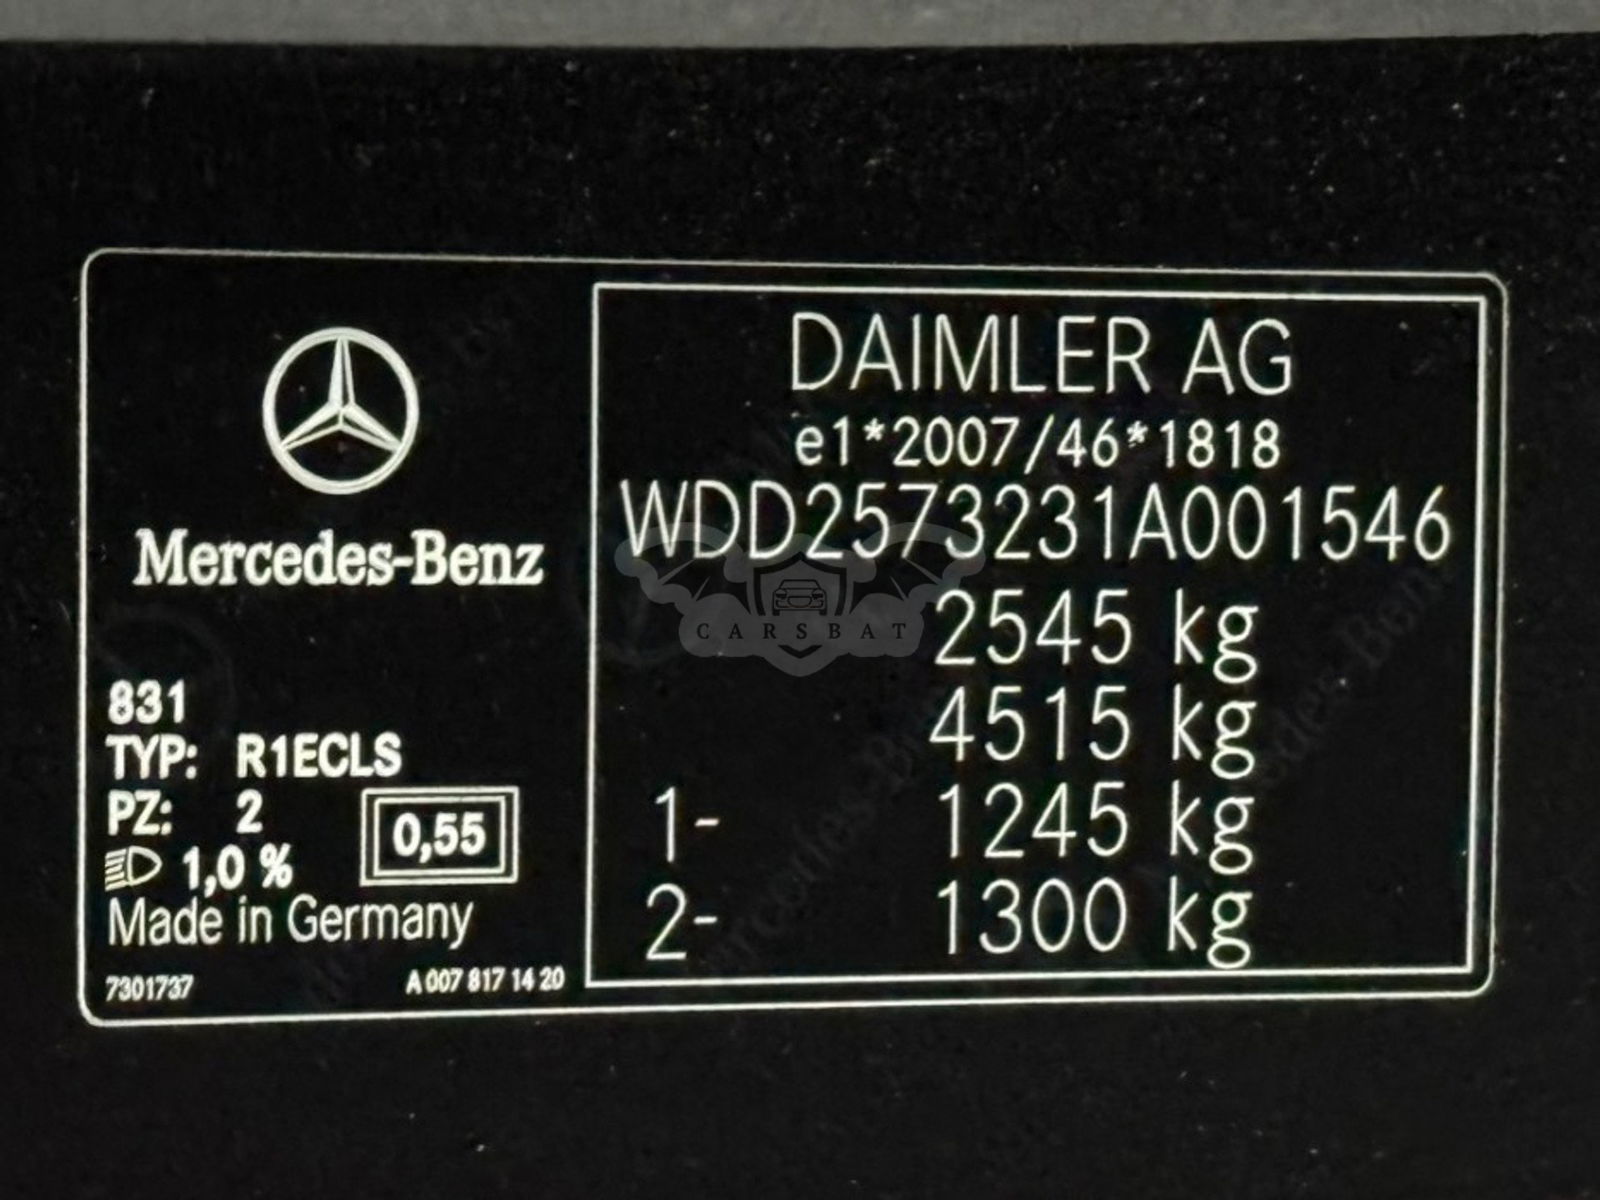 Mercedes-Benz
831
TYP: R1ECLS
PZ: 2
1,0 %
0,55
Made in Germany
7301737
A 007 817 14 20
DAIMLER AG
e1*2007/46*1818
WDD2573231A001546
2545 kg
4515 kg
1- 1245 kg
2- 1300 kg
CARSBAT